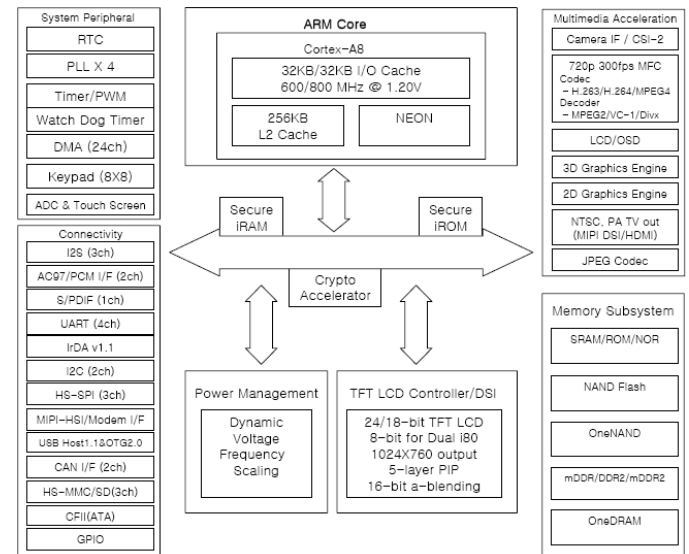 System Peripheral
RTC
PLL X 4
Timer/PWM
Watch Dog Timer
DMA (24ch)
Keypad (8X8)
ADC & Touch Screen
Connectivity
I2S (3ch)
AC97/PCM I/F (2ch)
S/PDIF (1ch)
UART (4ch)
IrDA v1.1
I2C (2ch)
HS-SPI (3ch)
MIPI-HSI/Modem I/F
USB Host1.1&OTG2.0
CAN I/F (2ch)
HS-MMC/SD(3ch)
CFII(ATA)
GPIO
ARM Core
Cortex-A8
32KB/32KB I/O Cache
600/800 MHz @ 1.20V
256KB
L2 Cache
NEON
Secure
iRAM
Secure
iROM
Crypto
Accelerator
Power Management
Dynamic
Voltage
Frequency
Scaling
TFT LCD Controller/DSI
24/18-bit TFT LCD
8-bit for Dual i80
1024X760 output
5-layer PIP
16-bit a-blending
Multimedia Acceleration
Camera IF / CSI-2
720p 300fps MFC
Codec
- H.263/H.264/MPEG4
Decoder
- MPEG2/VC-1/Divx
LCD/OSD
3D Graphics Engine
2D Graphics Engine
NTSC, PA TV out
(MIPI DSI/HDMI)
JPEG Codec
Memory Subsystem
SRAM/ROM/NOR
NAND Flash
OneNAND
mDDR/DDR2/mDDR2
OneDRAM